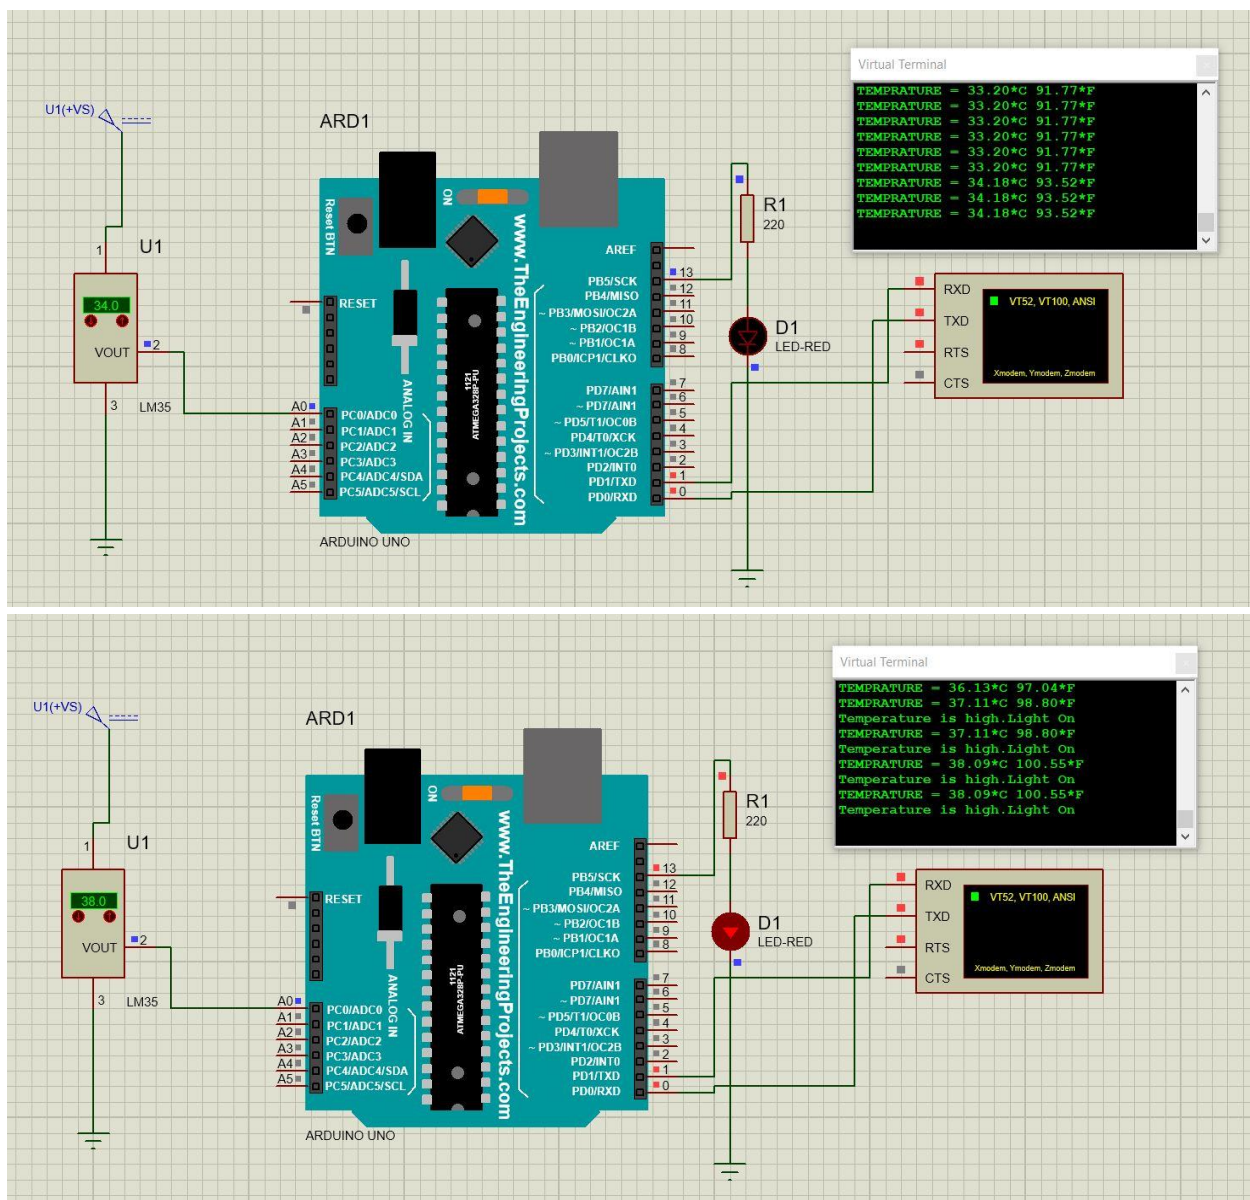 Virtual Terminal
TEMPRATURE = 33.20*C 91.77*F
TEMPRATURE = 33.20*C 91.77*F
TEMPRATURE = 33.20*C 91.77*F
TEMPRATURE = 33.20*C 91.77*F
TEMPRATURE = 33.20*C 91.77*F
TEMPRATURE = 33.20*C 91.77*F
TEMPRATURE = 34.18*C 93.52*F
TEMPRATURE = 34.18*C 93.52*F
TEMPRATURE = 34.18*C 93.52*F
U1(+VS)
ARD1
U1
1
34.0
VOUT
2
3
LM35
Reset BTN
ON
www.TheEngineeringProjects.com
RESET
ANALOG IN
1121
ATMEGA328P-PU
A0 PC0/ADC0
A1 PC1/ADC1
A2 PC2/ADC2
A3 PC3/ADC3
A4 PC4/ADC4/SDA
A5 PC5/ADC5/SCL
AREF
PB5/SCK 13
PB4/MISO 12
~ PB3/MOSI/OC2A 11
~ PB2/OC1B 10
~ PB1/OC1A 9
PB0/ICP1/CLKO 8
PD7/AIN1 7
~ PD7/AIN1 6
~ PD5/T1/OC0B 5
PD4/T0/XCK 4
~ PD3/INT1/OC2B 3
PD2/INT0 2
PD1/TXD 1
PD0/RXD 0
ARDUINO UNO
R1
220
D1
LED-RED
RXD
TXD
RTS
CTS
VT52, VT100, ANSI
Xmodem, Ymodem, Zmodem
Virtual Terminal
TEMPRATURE = 36.13*C 97.04*F
TEMPRATURE = 37.11*C 98.80*F
Temperature is high.Light On
TEMPRATURE = 37.11*C 98.80*F
Temperature is high.Light On
TEMPRATURE = 38.09*C 100.55*F
Temperature is high.Light On
TEMPRATURE = 38.09*C 100.55*F
Temperature is high.Light On
U1(+VS)
ARD1
U1
1
38.0
VOUT
2
3
LM35
Reset BTN
ON
www.TheEngineeringProjects.com
RESET
ANALOG IN
1121
ATMEGA328P-PU
A0 PC0/ADC0
A1 PC1/ADC1
A2 PC2/ADC2
A3 PC3/ADC3
A4 PC4/ADC4/SDA
A5 PC5/ADC5/SCL
AREF
PB5/SCK 13
PB4/MISO 12
~ PB3/MOSI/OC2A 11
~ PB2/OC1B 10
~ PB1/OC1A 9
PB0/ICP1/CLKO 8
PD7/AIN1 7
~ PD7/AIN1 6
~ PD5/T1/OC0B 5
PD4/T0/XCK 4
~ PD3/INT1/OC2B 3
PD2/INT0 2
PD1/TXD 1
PD0/RXD 0
ARDUINO UNO
R1
220
D1
LED-RED
RXD
TXD
RTS
CTS
VT52, VT100, ANSI
Xmodem, Ymodem, Zmodem